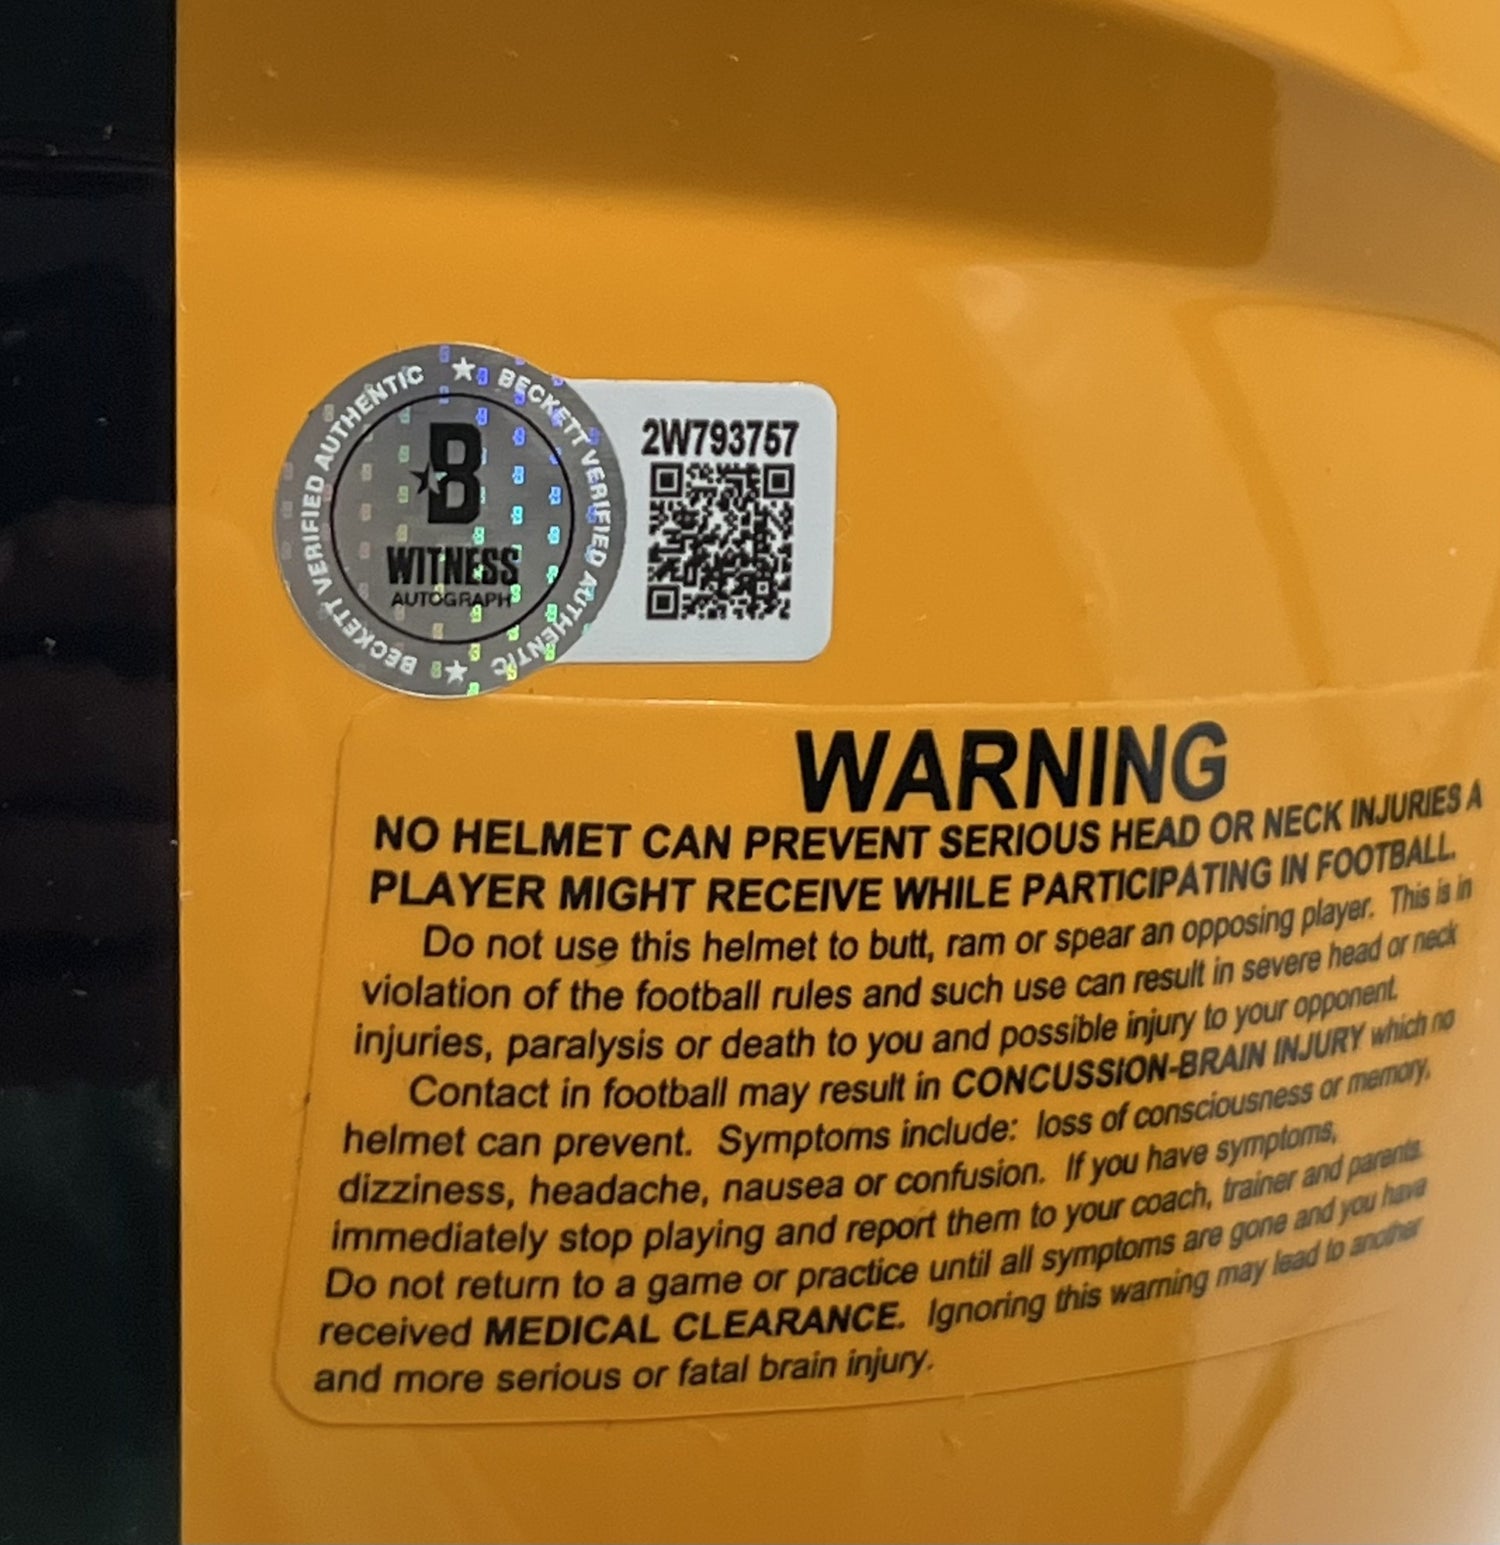 BECKETT VERIFIED AUTHENTIC ★ BECKETT VERIFIED AUTHENTIC ★
B
WITNESS
AUTOGRAPH
2W793757
WARNING
NO HELMET CAN PREVENT SERIOUS HEAD OR NECK INJURIES A
PLAYER MIGHT RECEIVE WHILE PARTICIPATING IN FOOTBALL.
Do not use this helmet to butt, ram or spear an opposing player. This is in
violation of the football rules and such use can result in severe head or neck
injuries, paralysis or death to you and possible injury to your opponent.
Contact in football may result in CONCUSSION-BRAIN INJURY which no
helmet can prevent. Symptoms include: loss of consciousness or memory,
dizziness, headache, nausea or confusion. If you have symptoms,
immediately stop playing and report them to your coach, trainer and parents.
Do not return to a game or practice until all symptoms are gone and you have
received MEDICAL CLEARANCE. Ignoring this warning may lead to another
and more serious or fatal brain injury.